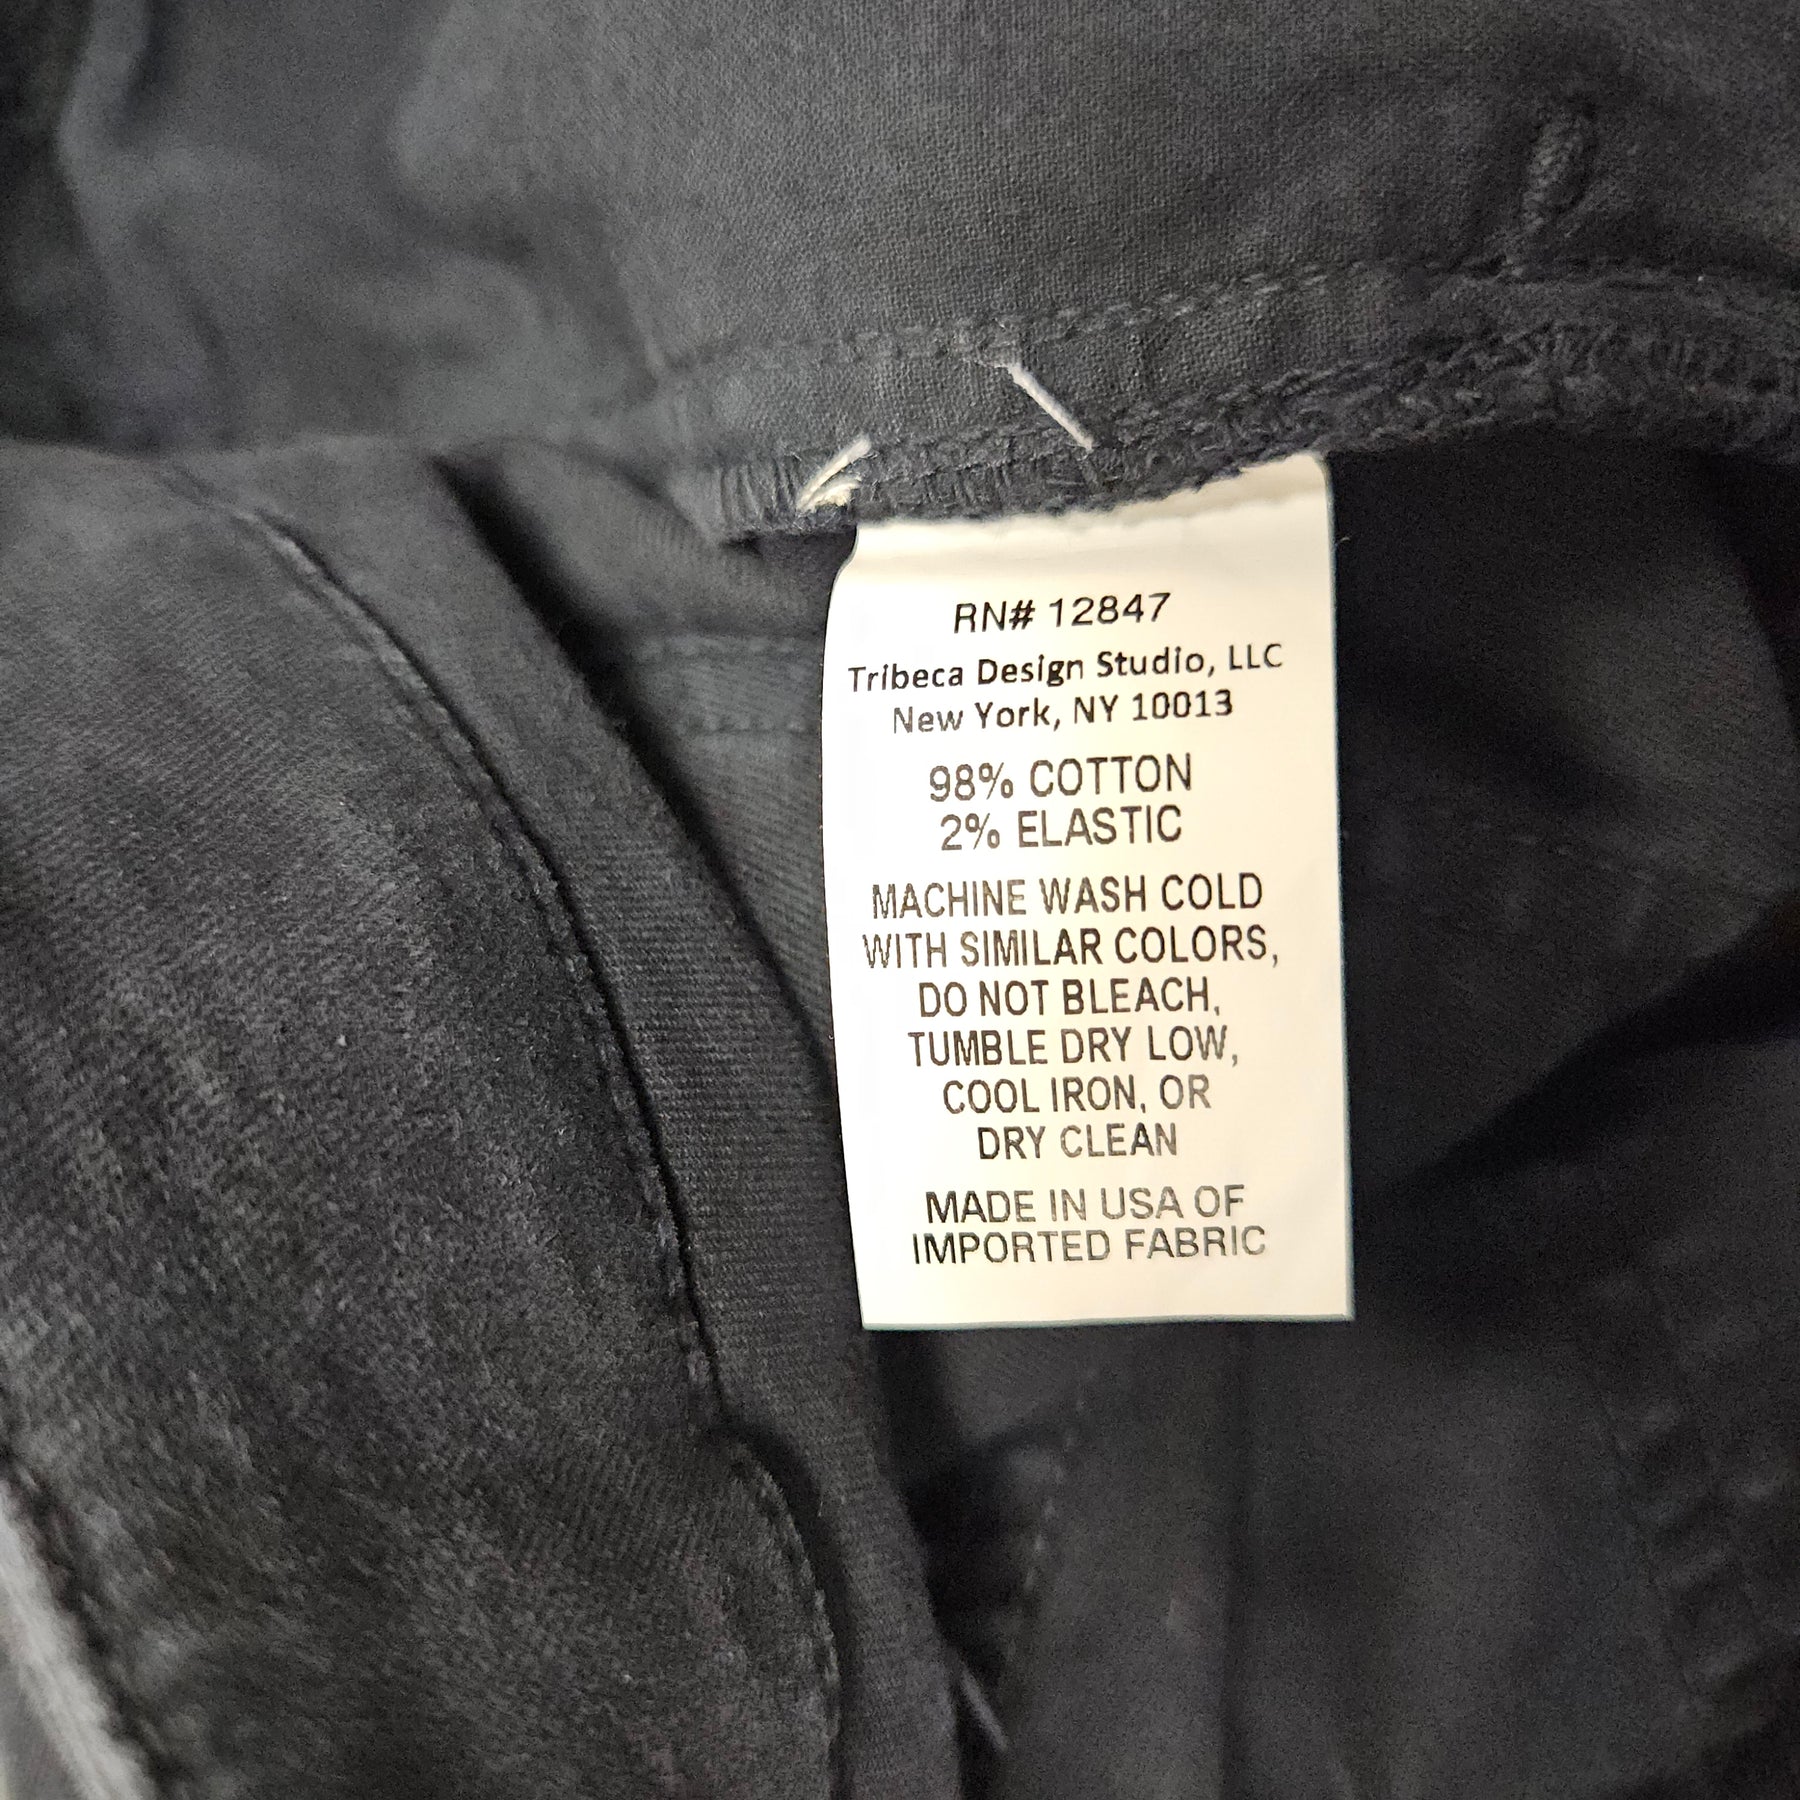 RN# 12847
Tribeca Design Studio, LLC
New York, NY 10013
98% COTTON
2% ELASTIC
MACHINE WASH COLD
WITH SIMILAR COLORS,
DO NOT BLEACH,
TUMBLE DRY LOW,
COOL IRON, OR
DRY CLEAN
MADE IN USA OF
IMPORTED FABRIC